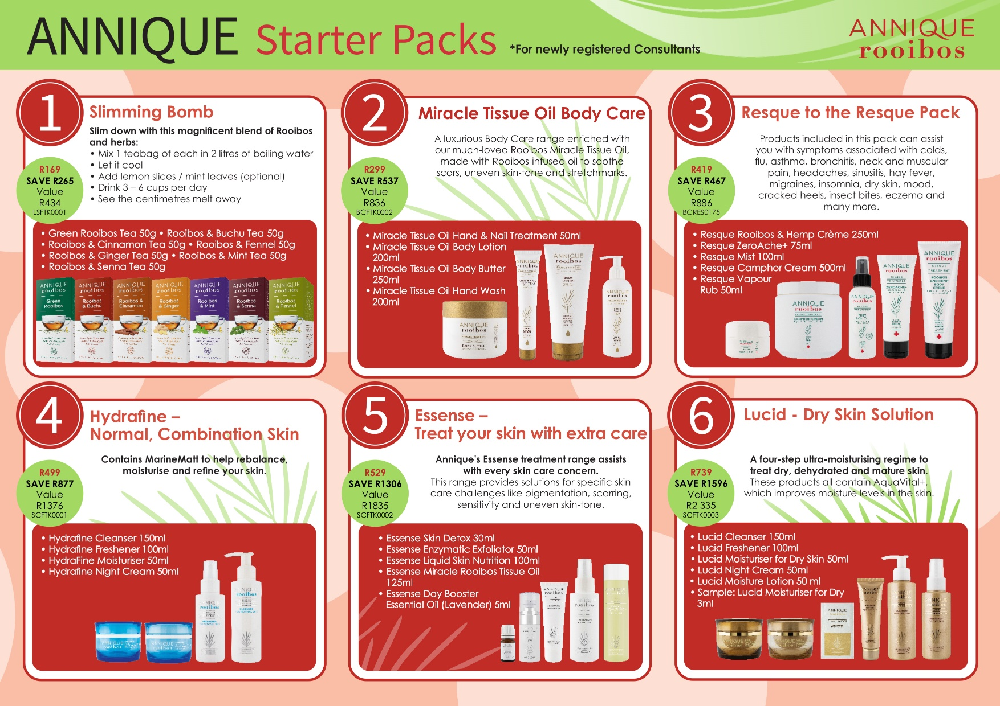 ANNIQUE Starter Packs *For newly registered Consultants
ANNIQUE
rooibos
1
Slimming Bomb
Slim down with this magnificent blend of Rooibos
and herbs:
• Mix 1 teabag of each in 2 litres of boiling water
• Let it cool
• Add lemon slices / mint leaves (optional)
• Drink 3 – 6 cups per day
• See the centimetres melt away
R169
SAVE R265
Value
R434
LSFTK0001
• Green Rooibos Tea 50g • Rooibos & Buchu Tea 50g
• Rooibos & Cinnamon Tea 50g • Rooibos & Fennel 50g
• Rooibos & Ginger Tea 50g • Rooibos & Mint Tea 50g
• Rooibos & Senna Tea 50g
ANNIQUE
rooibos
Green
Rooibos
ANNIQUE
rooibos
Rooibos
& Buchu
ANNIQUE
rooibos
Rooibos &
Cinnamon
ANNIQUE
rooibos
Rooibos
& Ginger
ANNIQUE
rooibos
Rooibos
& Mint
ANNIQUE
rooibos
Rooibos
& Senna
ANNIQUE
rooibos
Rooibos
& Fennel
2
Miracle Tissue Oil Body Care
A luxurious Body Care range enriched with
our much-loved Rooibos Miracle Tissue Oil,
made with Rooibos-infused oil to soothe
scars, uneven skin-tone and stretchmarks.
R299
SAVE R537
Value
R836
BCFTK0002
• Miracle Tissue Oil Hand & Nail Treatment 50ml
• Miracle Tissue Oil Body Lotion
200ml
• Miracle Tissue Oil Body Butter
250ml
• Miracle Tissue Oil Hand Wash
200ml
ANNIQUE
rooibos
BODY BUTTER
ANNIQUE
rooibos
ANNIQUE
rooibos
MIRACLE TISSUE OIL
BODY
LOTION
ANNIQUE
rooibos
3
Resque to the Resque Pack
Products included in this pack can assist
you with symptoms associated with colds,
flu, asthma, bronchitis, neck and muscular
pain, headaches, sinusitis, hay fever,
migraines, insomnia, dry skin, mood,
cracked heels, insect bites, eczema and
many more.
R419
SAVE R467
Value
R886
BCRES0175
• Resque Rooibos & Hemp Crème 250ml
• Resque ZeroAche+ 75ml
• Resque Mist 100ml
• Resque Camphor Cream 500ml
• Resque Vapour
Rub 50ml
ANNIQUE
rooibos
RESQUE TREATMENT
CAMPHOR CREAM
ANNIQUE
rooibos
MIST
ANNIQUE
rooibos
RESQUE
TREATMENT
ZEROACHE+
ANNIQUE
rooibos
RESQUE
TREATMENT
ROOIBOS
AND HEMP
BODY
CRÈME
4
Hydrafine –
Normal, Combination Skin
Contains MarineMatt to help rebalance,
moisturise and refine your skin.
R499
SAVE R877
Value
R1376
SCFTK0001
• Hydrafine Cleanser 150ml
• Hydrafine Freshener 100ml
• HydraFine Moisturiser 50ml
• Hydrafine Night Cream 50ml
ANNIQUE
rooibos
ANNIQUE
rooibos
rooibos
FRESHENER
rooibos
CLEANSER
5
Essense –
Treat your skin with extra care
Annique's Essense treatment range assists
with every skin care concern.
This range provides solutions for specific skin
care challenges like pigmentation, scarring,
sensitivity and uneven skin-tone.
R529
SAVE R1306
Value
R1835
SCFTK0002
• Essense Skin Detox 30ml
• Essense Enzymatic Exfoliator 50ml
• Essense Liquid Skin Nutrition 100ml
• Essense Miracle Rooibos Tissue Oil
125ml
• Essense Day Booster
Essential Oil (Lavender) 5ml
ANNIQUE
rooibos
ANNIQUE
rooibos
6
Lucid - Dry Skin Solution
A four-step ultra-moisturising regime to
treat dry, dehydrated and mature skin.
These products all contain AquaVital+,
which improves moisture levels in the skin.
R739
SAVE R1596
Value
R2 335
SCFTK0003
• Lucid Cleanser 150ml
• Lucid Freshener 100ml
• Lucid Moisturiser for Dry Skin 50ml
• Lucid Night Cream 50ml
• Lucid Moisture Lotion 50 ml
• Sample: Lucid Moisturiser for Dry
3ml
ANNIQUE
rooibos
ANNIQUE
rooibos
ANNIQUE
rooibos
CLEANSER
FRESHENER